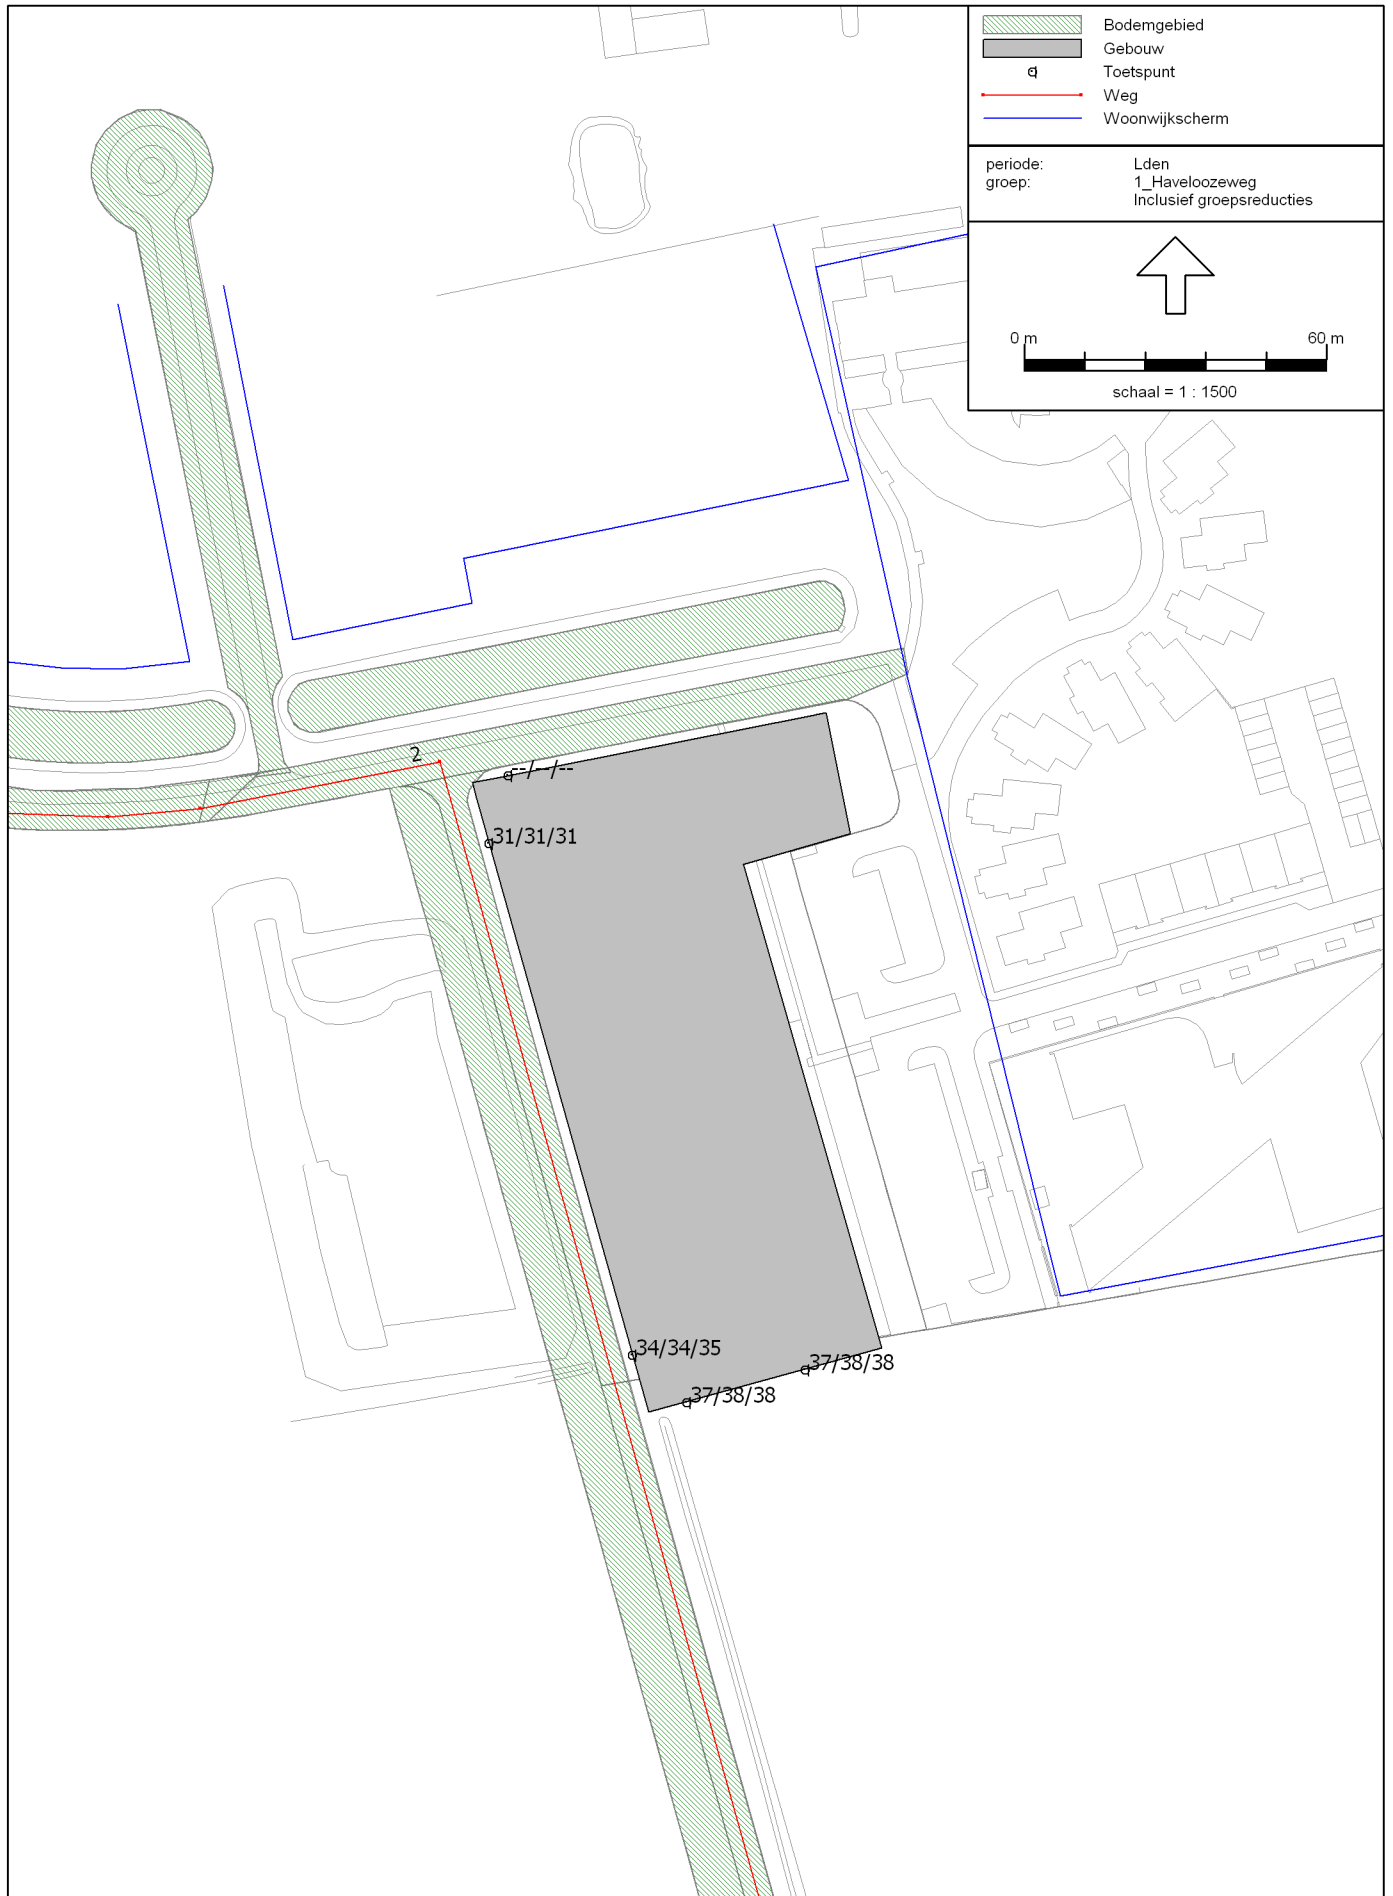 Bodemgebied
Gebouw
Toetspunt
Weg
Woonwijkscherm
periode: Lden
groep: 1_Haveloozeweg
Inclusief groepsreducties
0 m 60 m
schaal = 1 : 1500
2
--/--/--
31/31/31
34/34/35
37/38/38
37/38/38